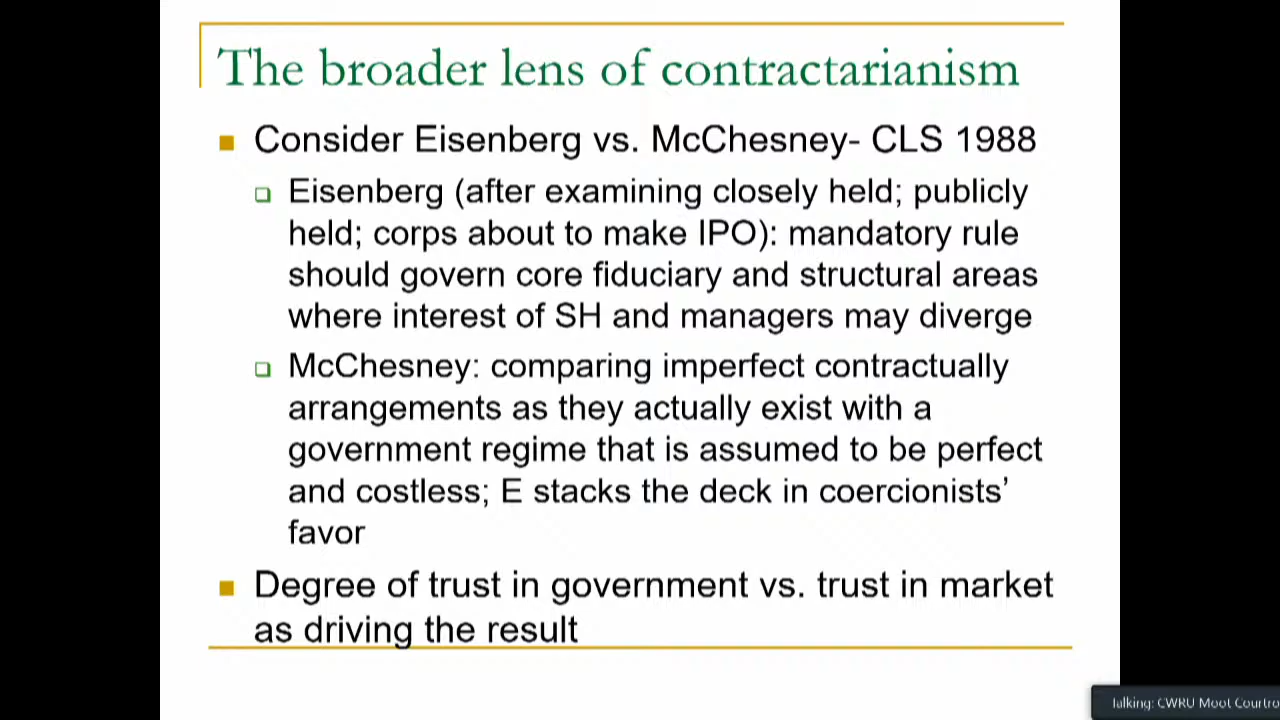 The broader lens of contractarianism
Consider Eisenberg vs. McChesney- CLS 1988
Eisenberg (after examining closely held; publicly
held; corps about to make IPO): mandatory rule
should govern core fiduciary and structural areas
where interest of SH and managers may diverge
McChesney: comparing imperfect contractually
arrangements as they actually exist with a
government regime that is assumed to be perfect
and costless; E stacks the deck in coercionists’
favor
Degree of trust in government vs. trust in market
as driving the result
Talking: CWRU Moot Courtro